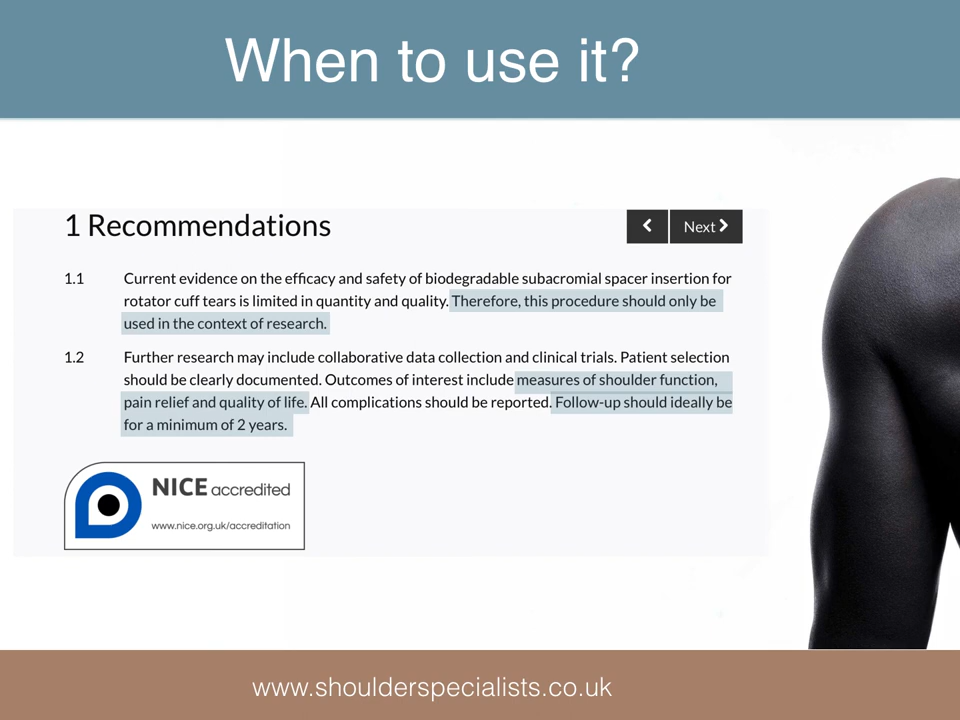 When to use it?
1 Recommendations
Next
1.1 Current evidence on the efficacy and safety of biodegradable subacromial spacer insertion for
rotator cuff tears is limited in quantity and quality. Therefore, this procedure should only be
used in the context of research.
1.2 Further research may include collaborative data collection and clinical trials. Patient selection
should be clearly documented. Outcomes of interest include measures of shoulder function,
pain relief and quality of life. All complications should be reported. Follow-up should ideally be
for a minimum of 2 years.
NICE accredited
www.nice.org.uk/accreditation
www.shoulderspecialists.co.uk